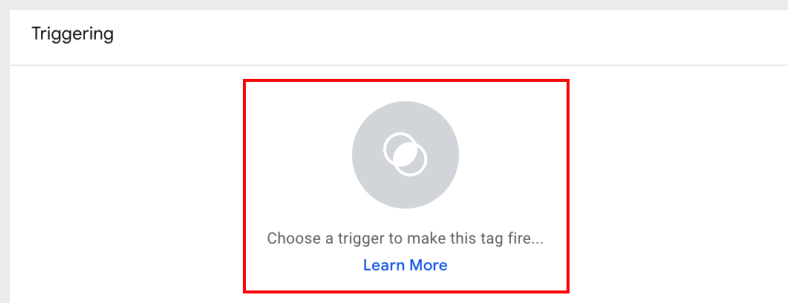 Triggering
Choose a trigger to make this tag fire...
Learn More